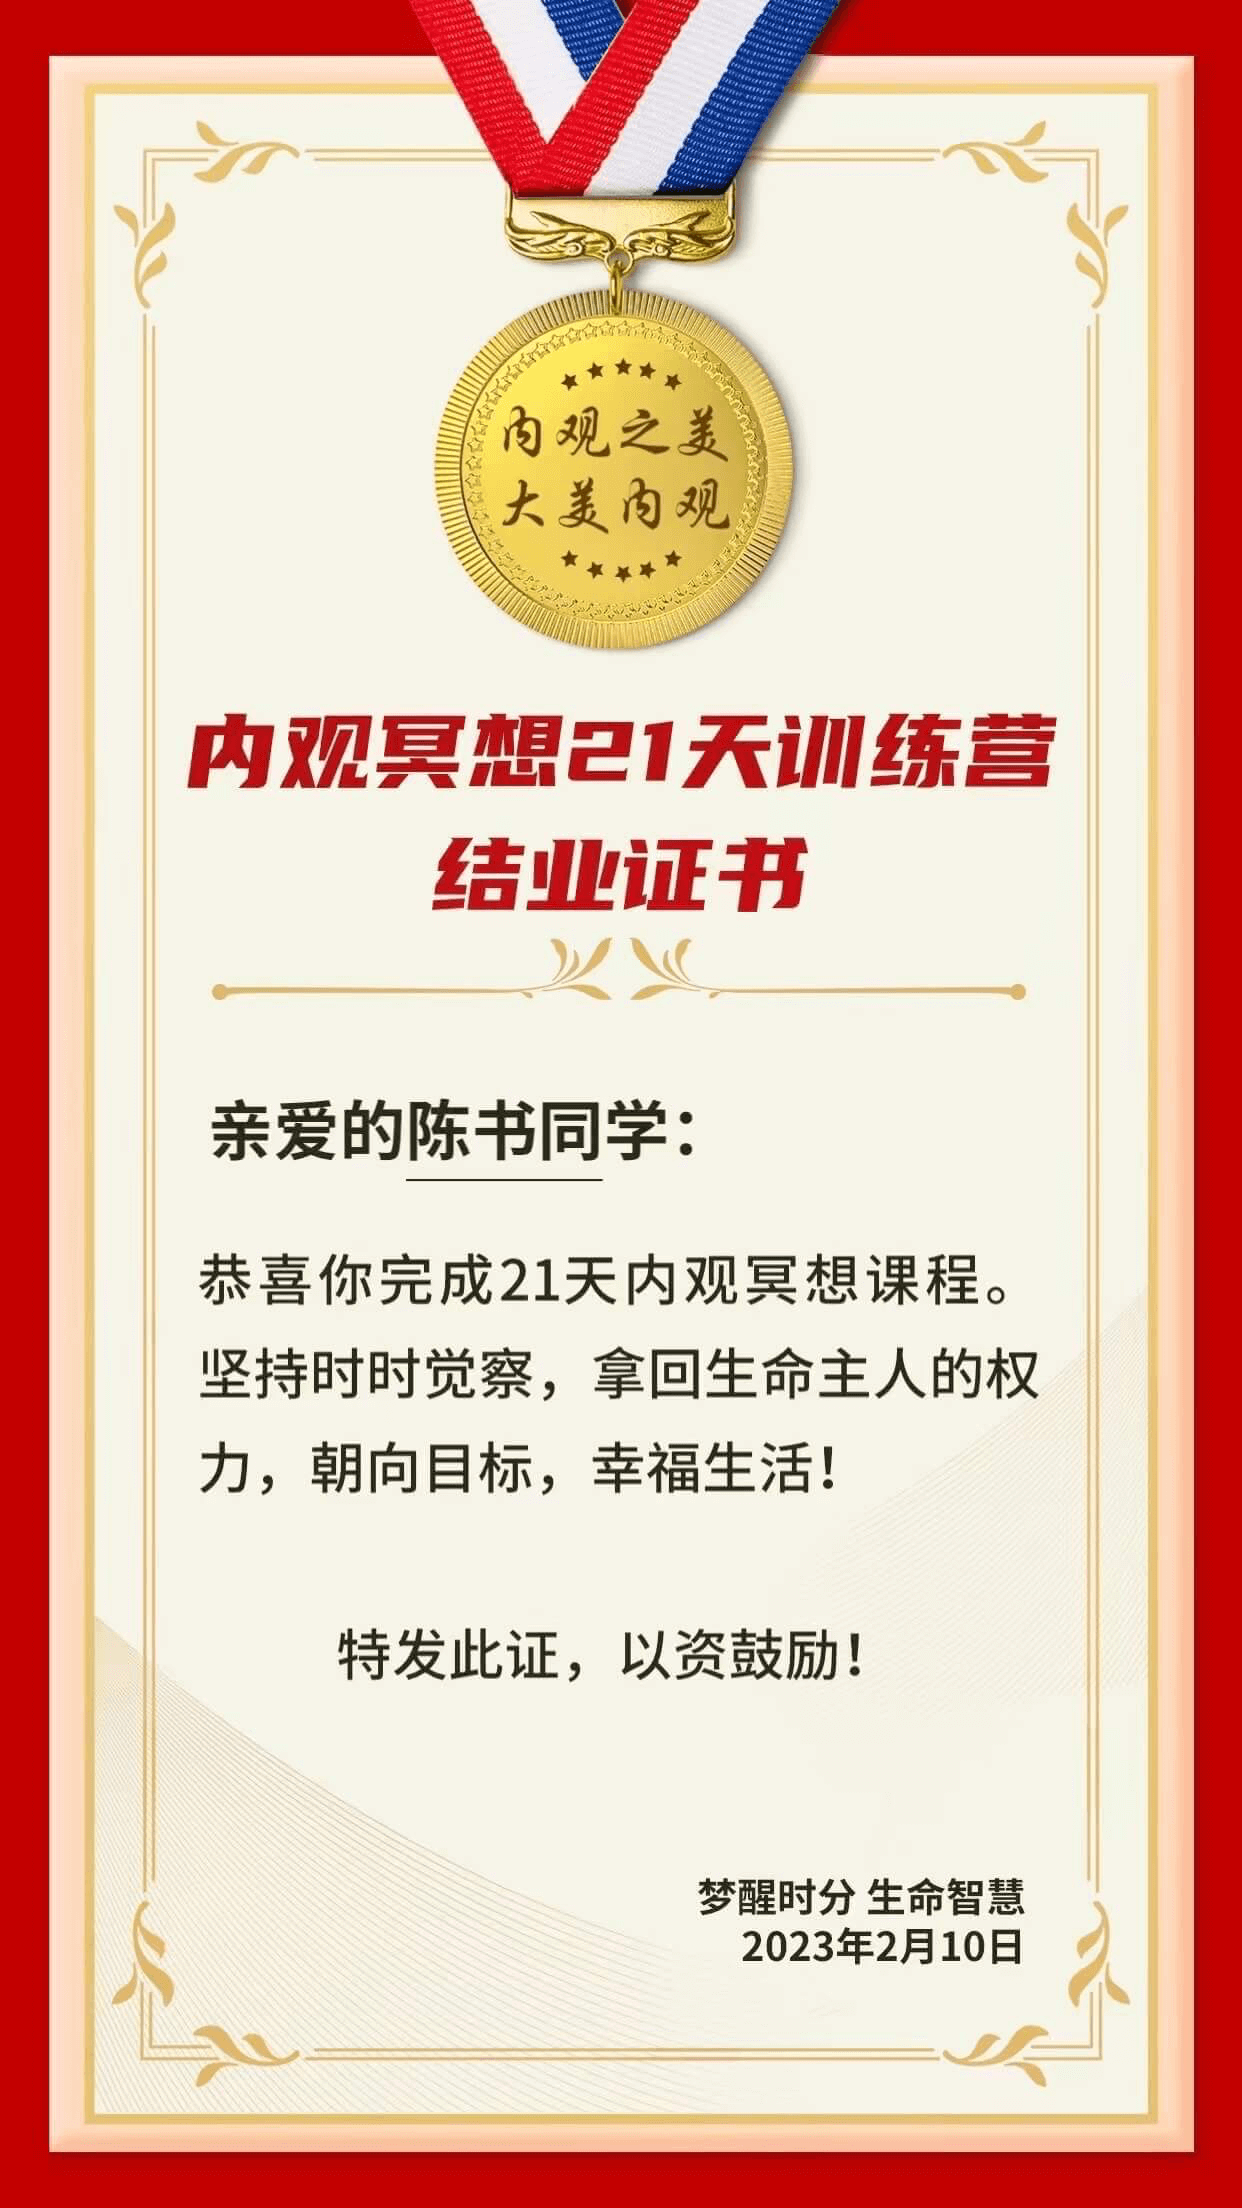 内观之美
大美内观
内观冥想21天训练营
结业证书
亲爱的陈书同学：
恭喜你完成21天内观冥想课程。
坚持时时觉察，拿回生命主人的权
力，朝向目标，幸福生活！
特发此证，以资鼓励！
梦醒时分 生命智慧
2023年2月10日